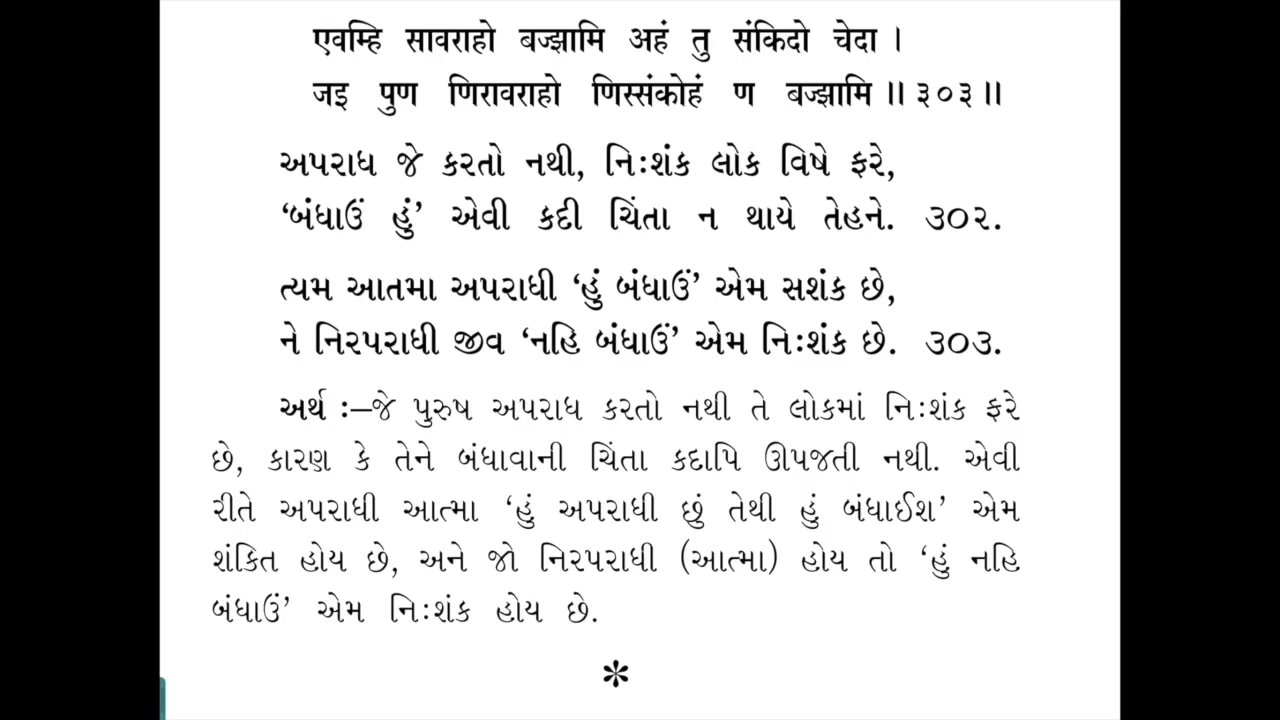 एवम्हि सावराहो बज्झामि अहं तु संकिदो चेदा ।
जइ पुण णिरावराहो णिस्संकोहं ण बज्झामि ॥ ३०३ ॥
અપરાધ જે કરતો નથી, નિઃશંક લોક વિષે ફરે,
‘બંધાઉં હું’ એવી કદી ચિંતા ન થાયે તેહને. ૩૦૨.
ત્યમ આતમા અપરાધી ‘હું બંધાઉં’ એમ સશંક છે,
ને નિરપરાધી જીવ ‘નહિ બંધાઉં’ એમ નિઃશંક છે. ૩૦૩.
અર્થ :–જે પુરુષ અપરાધ કરતો નથી તે લોકમાં નિઃશંક ફરે
છે, કારણ કે તેને બંધાવાની ચિંતા કદાપિ ઊપજતી નથી. એવી
રીતે અપરાધી આત્મા ‘હું અપરાધી છું તેથી હું બંધાઈશ’ એમ
શંકિત હોય છે, અને જો નિરપરાધી (આત્મા) હોય તો ‘હું નહિ
બંધાઉં’ એમ નિઃશંક હોય છે.
*